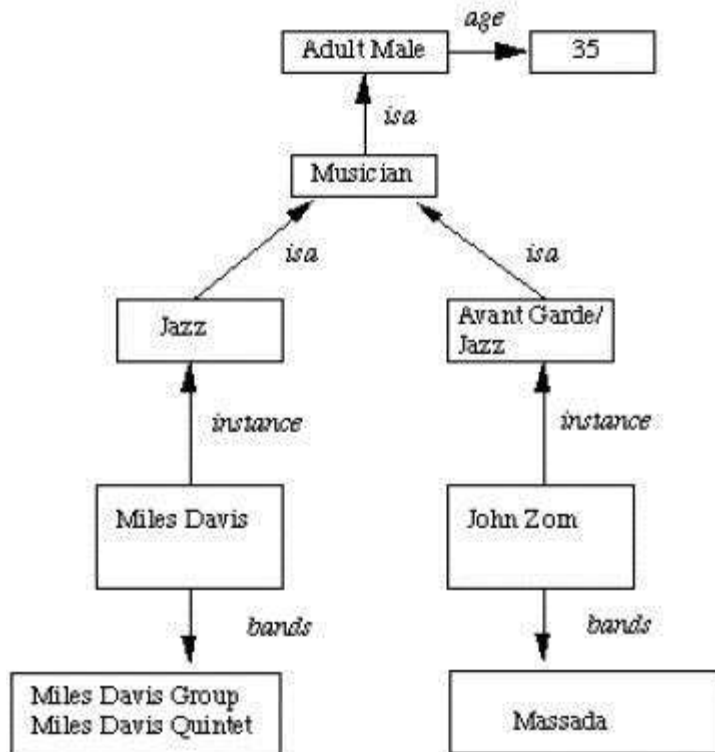 age
Adult Male
35
isa
Musician
isa
isa
Jazz
Avant Garde/
Jazz
instance
instance
Miles Davis
John Zorn
bands
bands
Miles Davis Group
Miles Davis Quintet
Massada